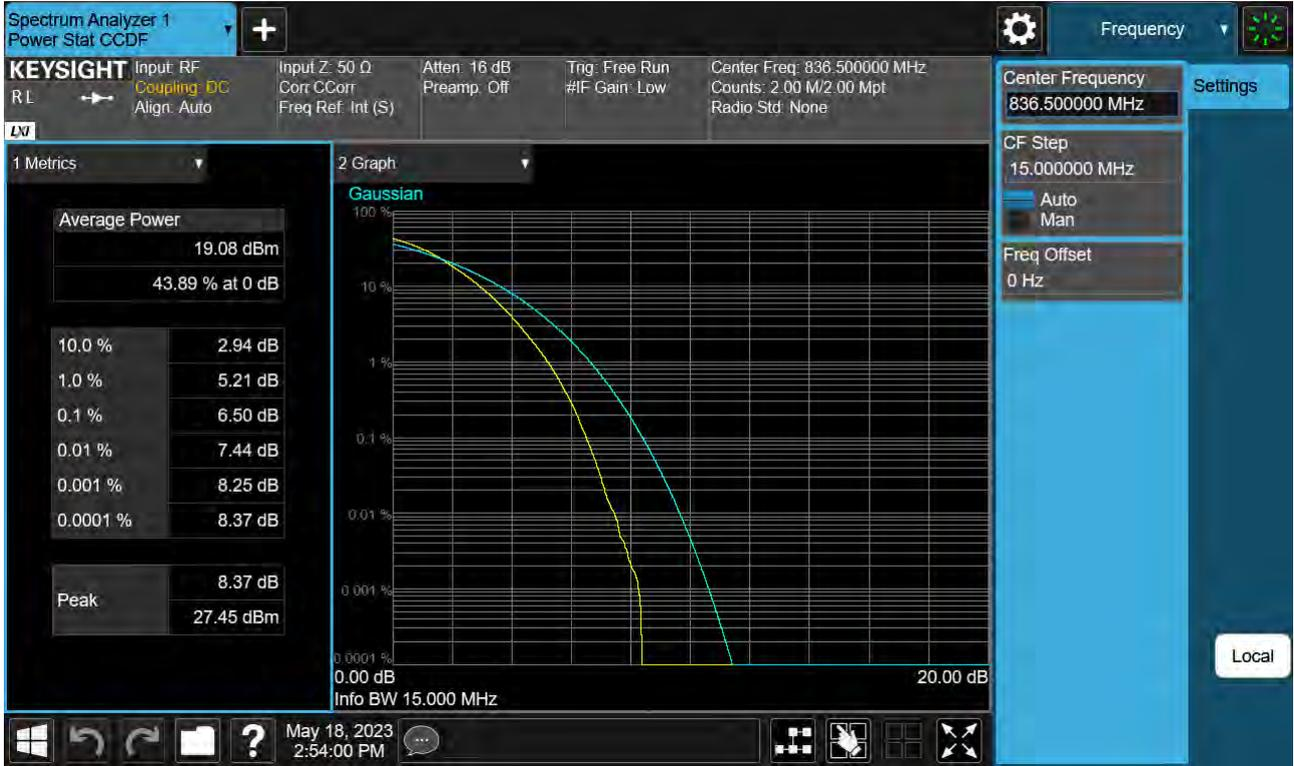 Spectrum Analyzer 1
Power Stat CCDF
+
Frequency
KEYSIGHT
RL
LXI
Input: RF
Coupling: DC
Align: Auto
Input Z: 50 Ω
Corr CCorr
Freq Ref: Int (S)
Atten: 16 dB
Preamp: Off
Trig: Free Run
#IF Gain: Low
Center Freq: 836.500000 MHz
Counts: 2.00 M/2.00 Mpt
Radio Std: None
Center Frequency
836.500000 MHz
Settings
CF Step
15.000000 MHz
Auto
Man
Freq Offset
0 Hz
1 Metrics
Average Power
19.08 dBm
43.89 % at 0 dB
10.0 % 2.94 dB
1.0 % 5.21 dB
0.1 % 6.50 dB
0.01 % 7.44 dB
0.001 % 8.25 dB
0.0001 % 8.37 dB
Peak
8.37 dB
27.45 dBm
2 Graph
Gaussian
100 %
10 %
1 %
0.1 %
0.01 %
0.001 %
0.0001 %
0.00 dB 20.00 dB
Info BW 15.000 MHz
Local
?
May 18, 2023
2:54:00 PM